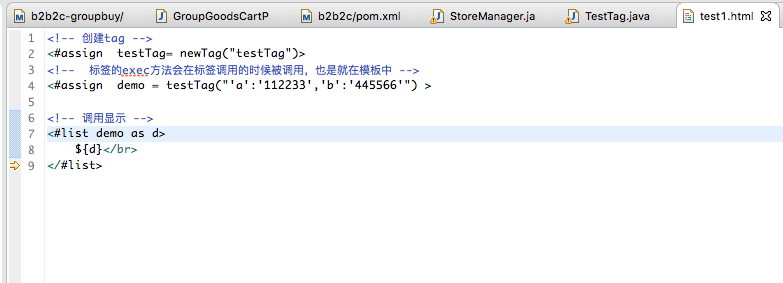 b2b2c-groupbuy/ GroupGoodsCartP b2b2c/pom.xml StoreManager.ja TestTag.java test1.html
1 <!-- 创建tag -->
2 <#assign  testTag= newTag("testTag")>
3 <!--  标签的exec方法会在标签调用的时候被调用，也是就在模板中 -->
4 <#assign  demo = testTag("'a':'112233','b':'445566'") >
5
6 <!-- 调用显示 -->
7 <#list demo as d>
8     ${d}</br>
9 </#list>